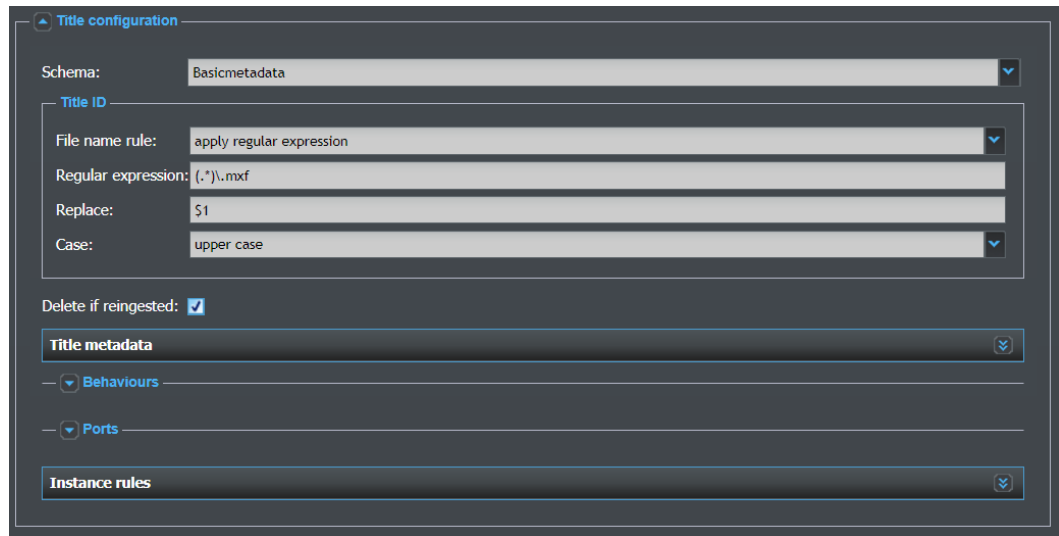 Title configuration
Schema: Basicmetadata
Title ID
File name rule: apply regular expression
Regular expression: (.*)\.mxf
Replace: $1
Case: upper case
Delete if reingested:
Title metadata
Behaviours
Ports
Instance rules